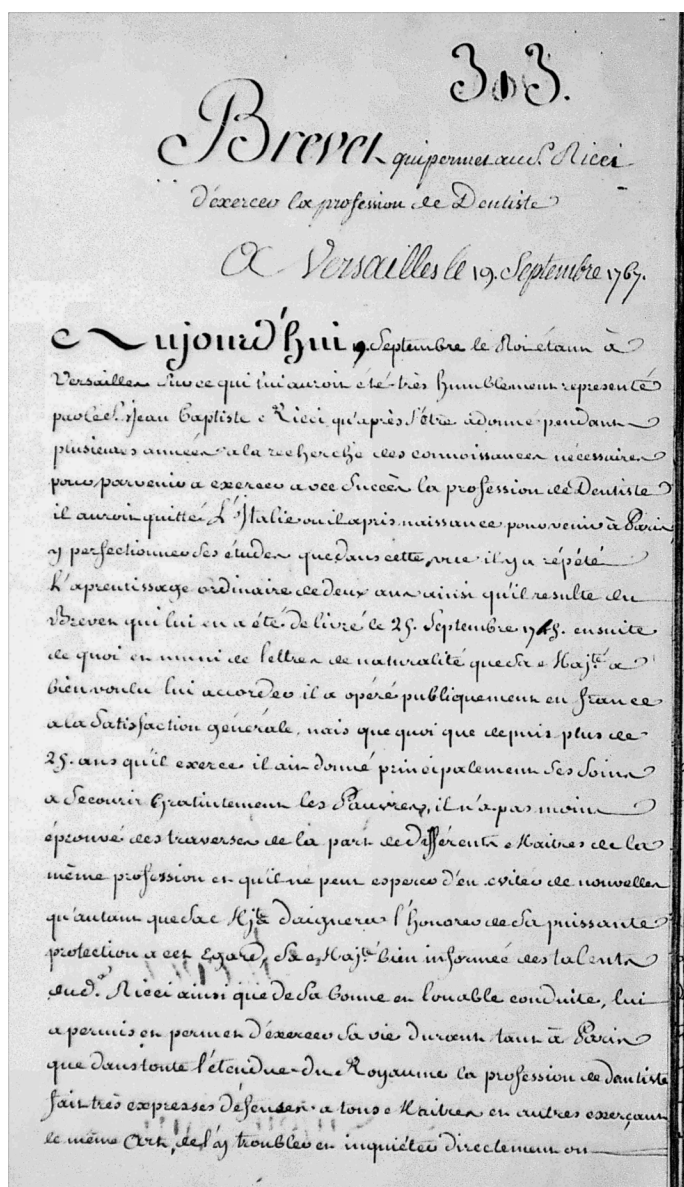 303.
Brevet qui permet au S. Ricci
d'éxercer la profession de Dentiste
A Versailles le 19. Septembre 1767.
Aujourd'hui 19 Septembre le Roi étant à
Versailles sur ce qui lui auroit été très humblement representé
par le S. Jean Baptiste Ricci qu'après s'être adonné pendant
plusieurs années a la recherche des connoissances nécessaires
pour parvenir a exercer avec Succès la profession de Dentiste
il auroit quitté L'Italie ou il a pris naissance pour venir à Paris
y perfectionner Ses études que dans cette vue il y a répété
L'aprentissage ordinaire de deux ans ainsi qu'il resulte du
Brevet qui lui en a été delivré le 25. Septembre 1745. ensuite
de quoi et muni de lettres de naturalité que Sa Maj.té a
bien voulu lui accorder il a opéré publiquement en france
a la Satisfaction générale, mais que quoi que depuis plus de
25. ans qu'il exerce il ait donné principalement Ses Soins
a Secourir Gratuitement les Pauvres, il n'a pas moins
éprouvé des traverses de la part de différents Maitres de la
même profession et qu'il ne peut esperer d'en eviter de nouvelles
qu'autant que Sa Maj.té daignera l'honorer de Sa puissante
protection a cet Egard, Sa Maj.té bien informée des talents
dud. S. Ricci ainsi que de Sa bonne et louable conduite, lui
a permis et permet d'éxercer Sa vie durant tant à Paris
que dans toute l'étendue du Royaume la profession de dentiste
fait très expresses défenses a tous Maitres et autres exerçant
le même Art, de l'y troubler et inquiéter directement ou